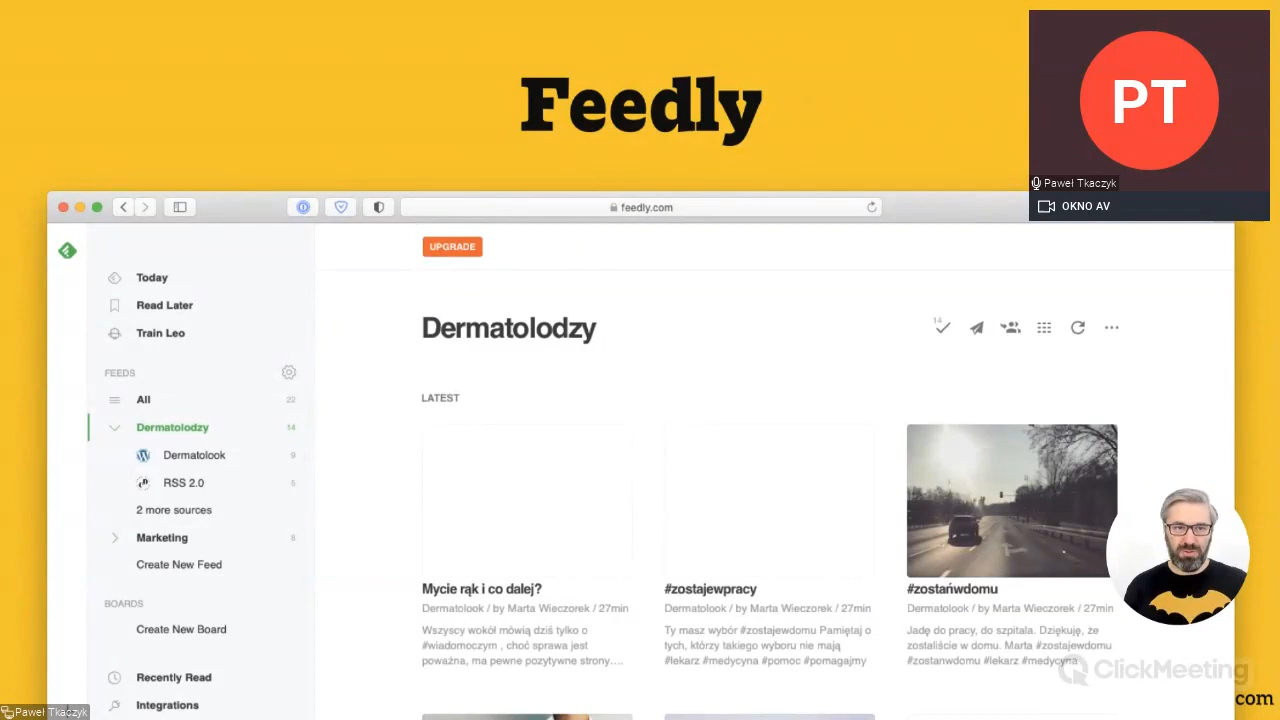 Feedly
PT
Paweł Tkaczyk
OKNO AV
feedly.com
UPGRADE
Today
Read Later
Train Leo
FEEDS
All 22
Dermatolodzy 14
Dermatolook 9
RSS 2.0 5
2 more sources
Marketing 8
Create New Feed
BOARDS
Create New Board
Recently Read
Integrations
Dermatolodzy
14
LATEST
Mycie rąk i co dalej?
Dermatolook / by Marta Wieczorek / 27min
Wszyscy wokół mówią dziś tylko o
#wiadomoczym , choć sprawa jest
poważna, ma pewne pozytywne strony….
#zostajewpracy
Dermatolook / by Marta Wieczorek / 27min
Ty masz wybór #zostajewdomu Pamiętaj o
tych, którzy takiego wyboru nie mają
#lekarz #medycyna #pomoc #pomagajmy
#zostańwdomu
Dermatolook / by Marta Wieczorek / 27min
Jadę do pracy, do szpitala. Dziękuję, że
zostaliście w domu. Marta #zostajewdomu
#zostanwdomu #lekarz #medycyna
ClickMeeting
com
Paweł Tkaczyk